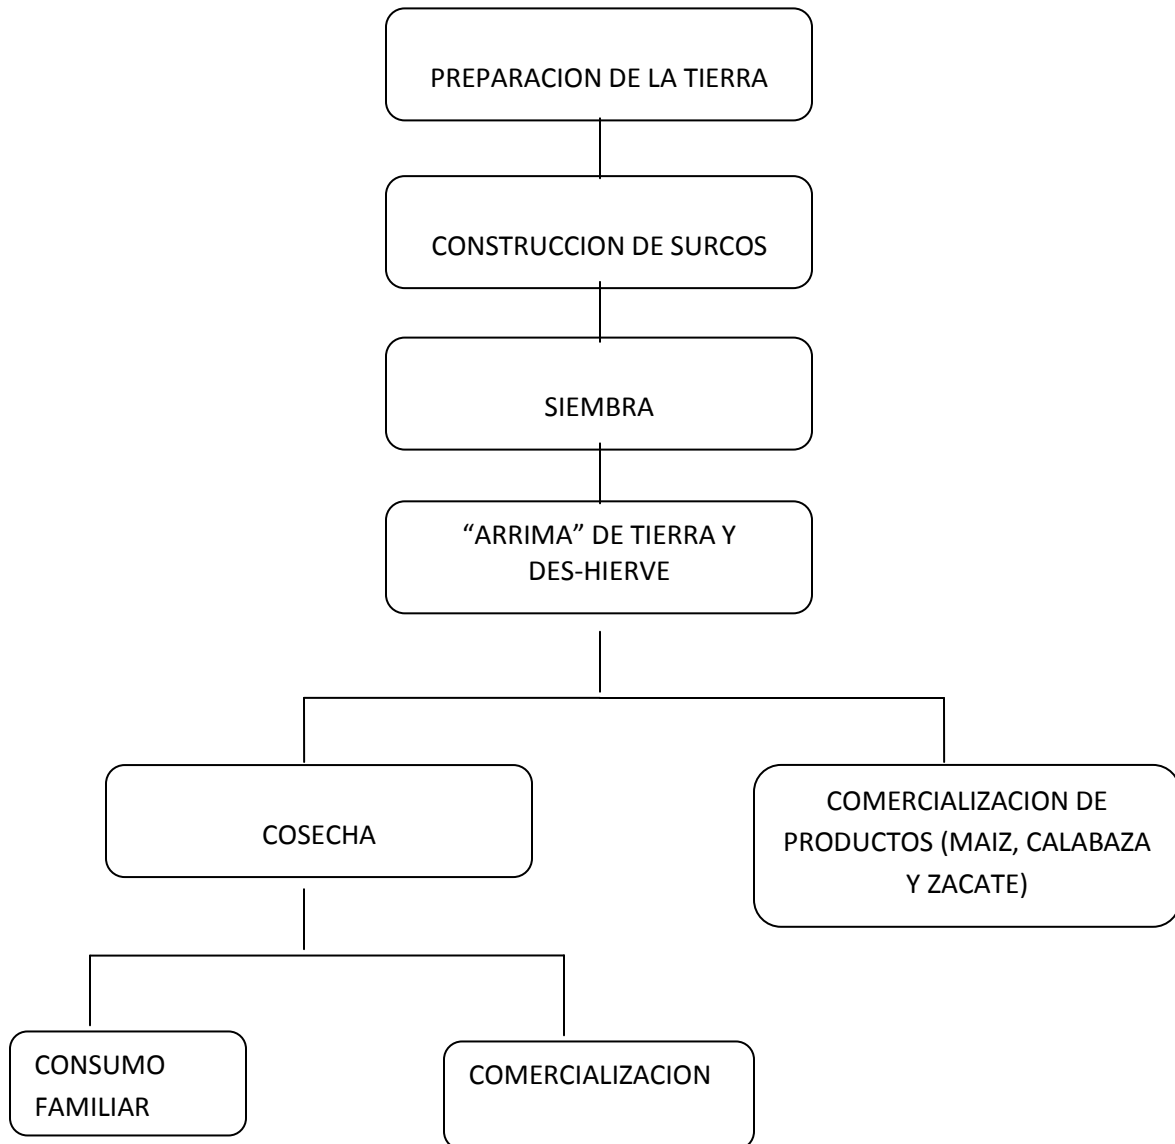 PREPARACION DE LA TIERRA
CONSTRUCCION DE SURCOS
SIEMBRA
“ARRIMA” DE TIERRA Y
DES-HIERVE
COSECHA
COMERCIALIZACION DE
PRODUCTOS (MAIZ, CALABAZA
Y ZACATE)
CONSUMO
FAMILIAR
COMERCIALIZACION